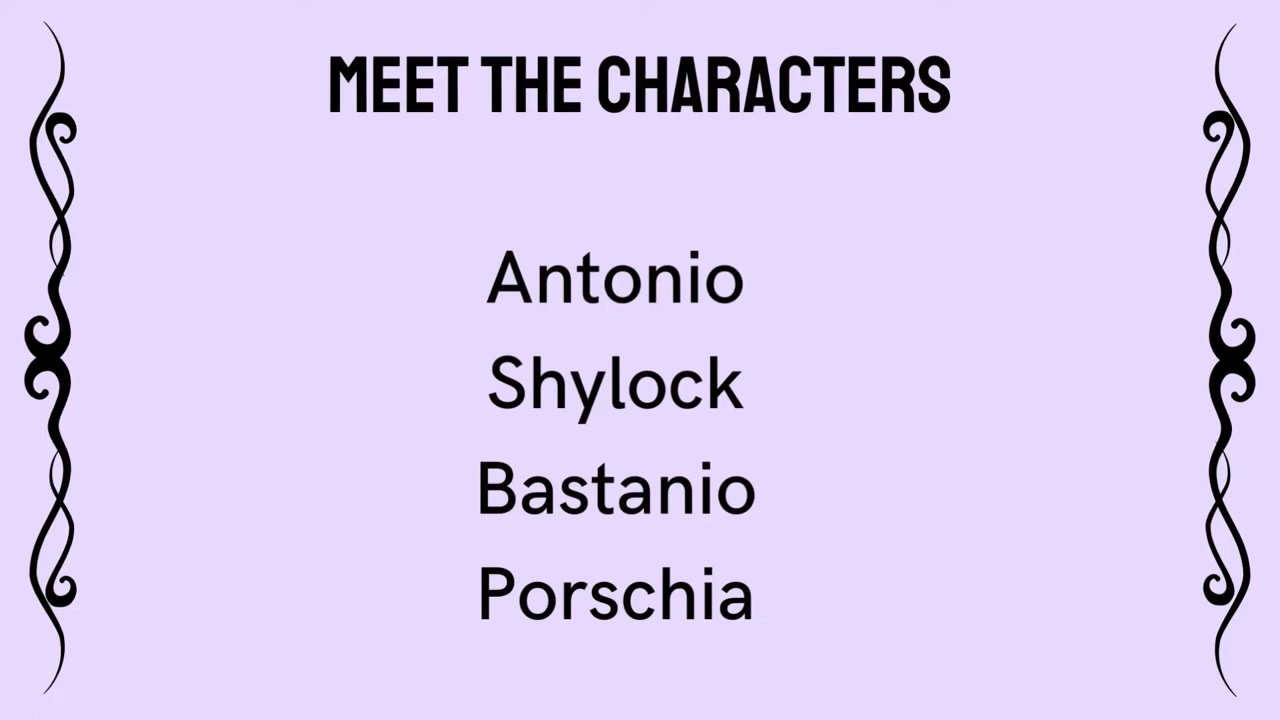 MEET THE CHARACTERS
Antonio
Shylock
Bastanio
Porschia